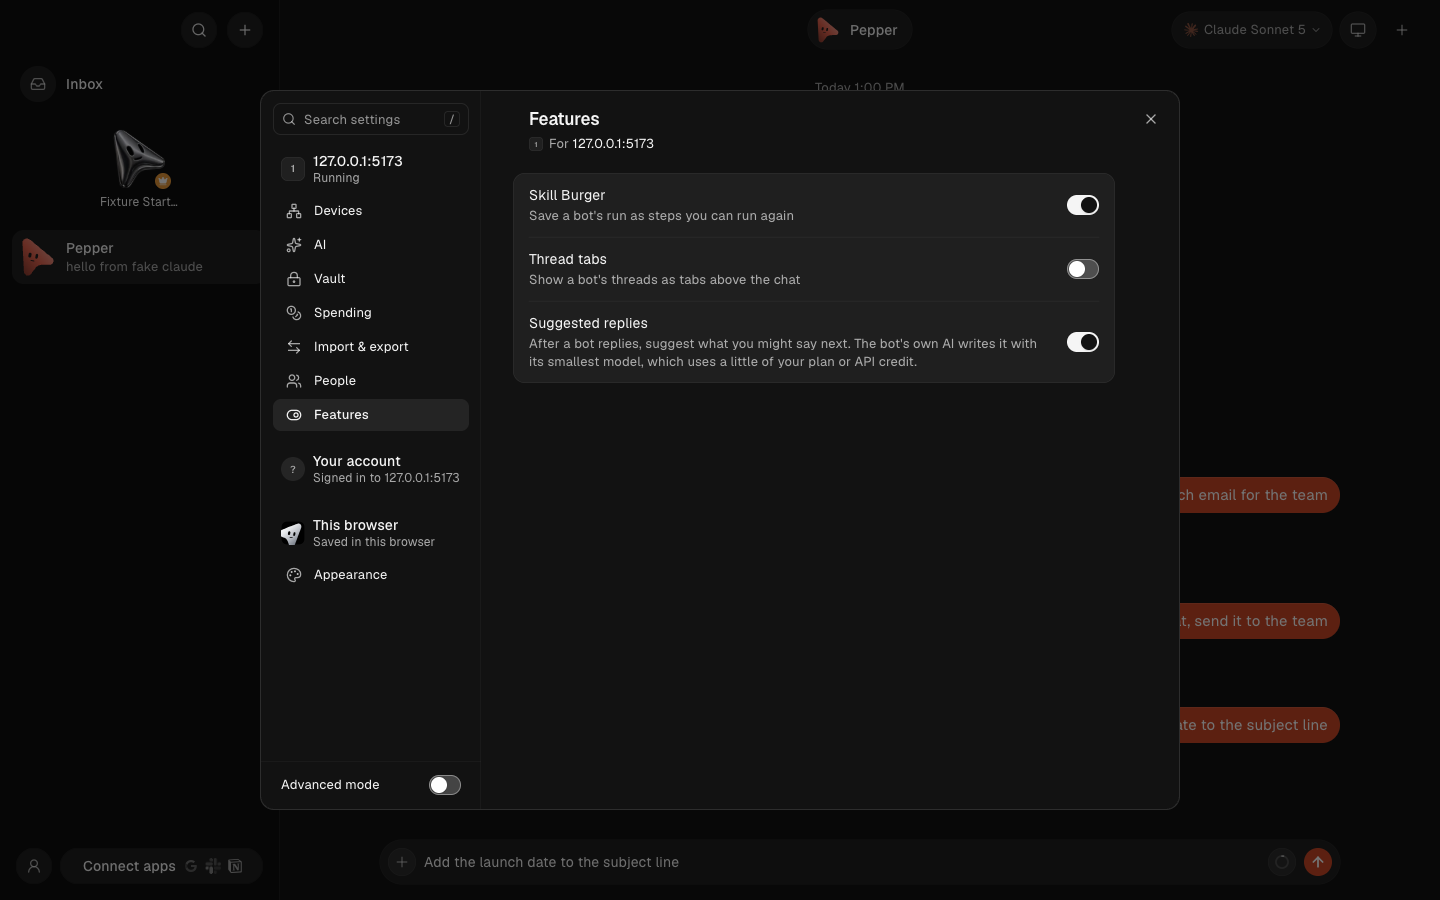 Pepper
Claude Sonnet 5
Inbox
Today 1:00 PM
Fixture Start...
Pepper
hello from fake claude
Search settings
/
1
127.0.0.1:5173
Running
Devices
AI
Vault
Spending
Import & export
People
Features
?
Your account
Signed in to 127.0.0.1:5173
This browser
Saved in this browser
Appearance
Advanced mode
Features
1
For 127.0.0.1:5173
Skill Burger
Save a bot's run as steps you can run again
Thread tabs
Show a bot's threads as tabs above the chat
Suggested replies
After a bot replies, suggest what you might say next. The bot's own AI writes it with
its smallest model, which uses a little of your plan or API credit.
email for the team
send it to the team
to the subject line
Connect apps
Add the launch date to the subject line